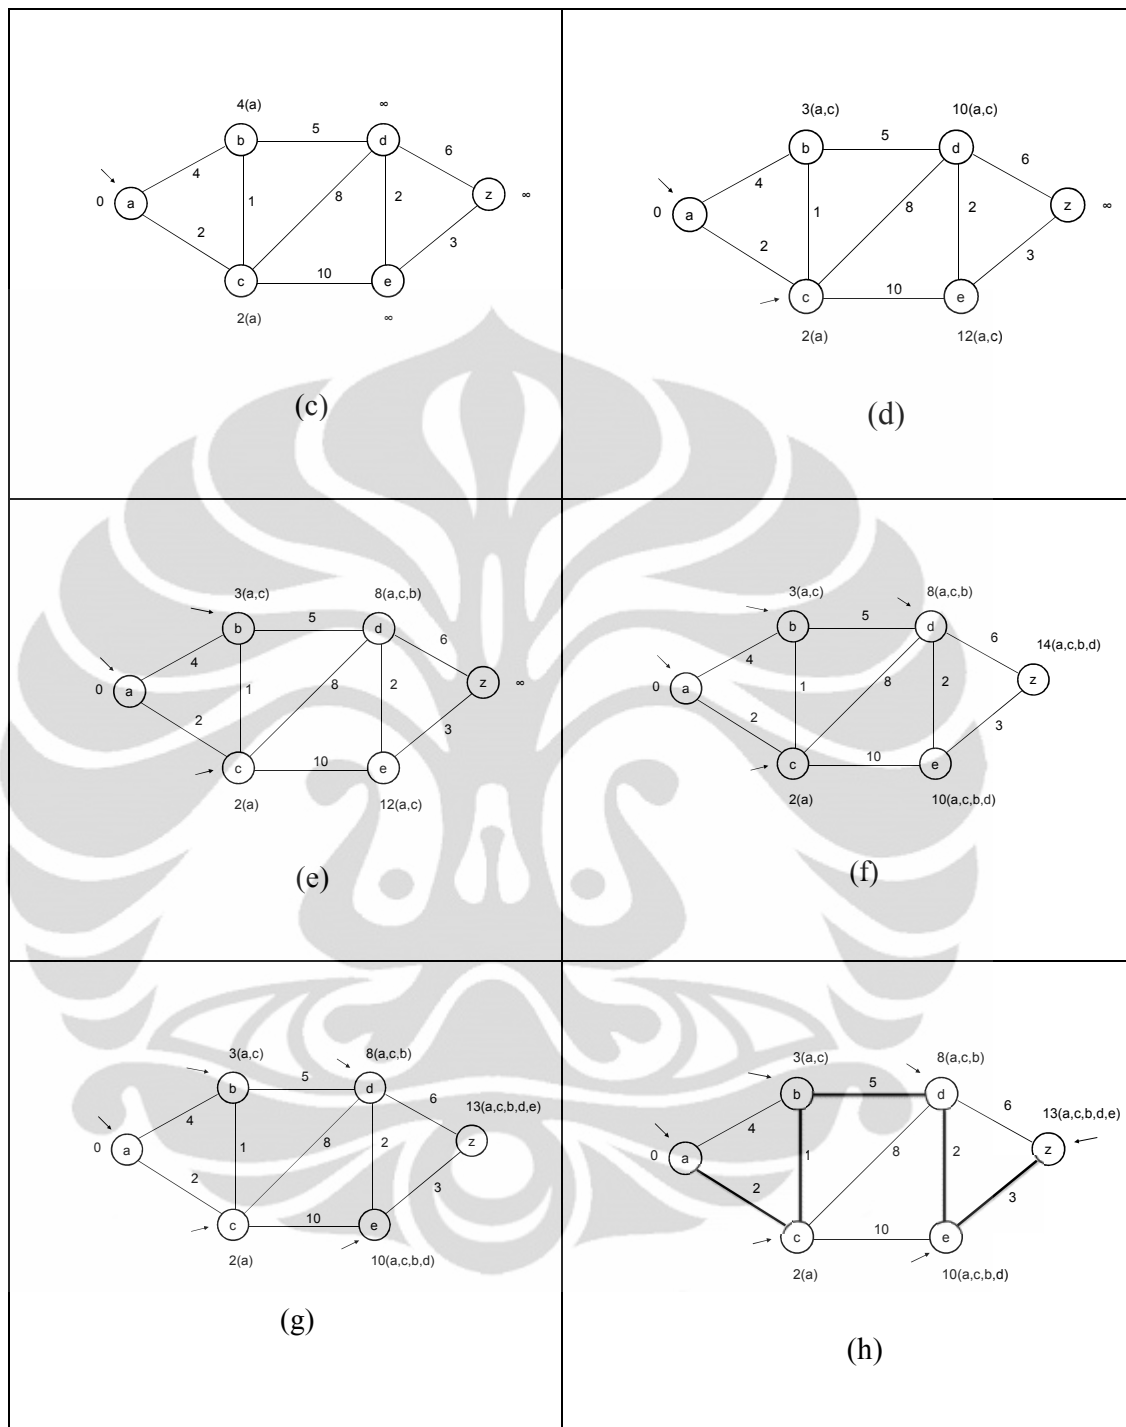 4(a) ∞
b 5 d
4 6
0 a 1 8 2 z ∞
2 3
c 10 e
2(a) ∞
(c)
3(a,c) 10(a,c)
b 5 d
4 6
0 a 1 8 2 z ∞
2 3
c 10 e
2(a) 12(a,c)
(d)
3(a,c) 8(a,c,b)
b 5 d
4 6
0 a 1 8 2 z ∞
2 3
c 10 e
2(a) 12(a,c)
(e)
3(a,c) 8(a,c,b)
b 5 d
4 6 14(a,c,b,d)
0 a 1 8 2 z
2 3
c 10 e
2(a) 10(a,c,b,d)
(f)
3(a,c) 8(a,c,b)
b 5 d
4 6 13(a,c,b,d,e)
0 a 1 8 2 z
2 3
c 10 e
2(a) 10(a,c,b,d)
(g)
3(a,c) 8(a,c,b)
b 5 d
4 6 13(a,c,b,d,e)
0 a 1 8 2 z
2 3
c 10 e
2(a) 10(a,c,b,d)
(h)